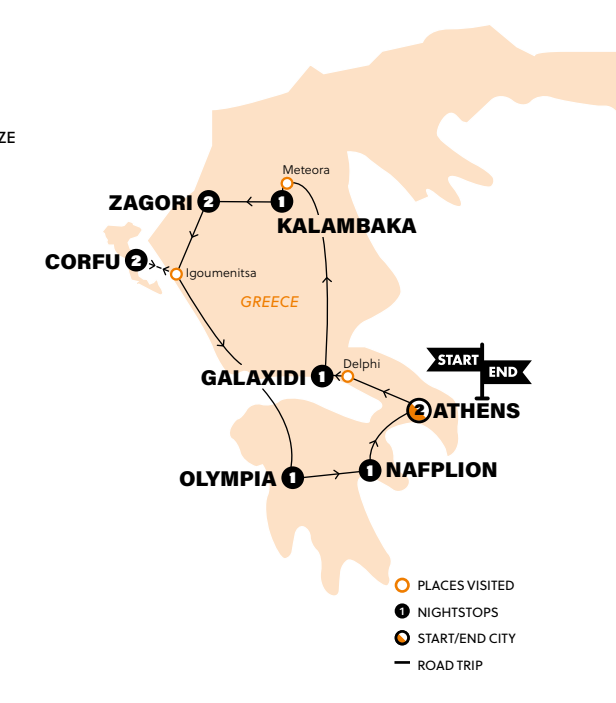 ZE
Meteora
ZAGORI 2
1
KALAMBAKA
CORFU 2
Igoumenitsa
GREECE
START
END
Delphi
GALAXIDI 1
2 ATHENS
OLYMPIA 1
1 NAFPLION
PLACES VISITED
1 NIGHTSTOPS
START/END CITY
ROAD TRIP